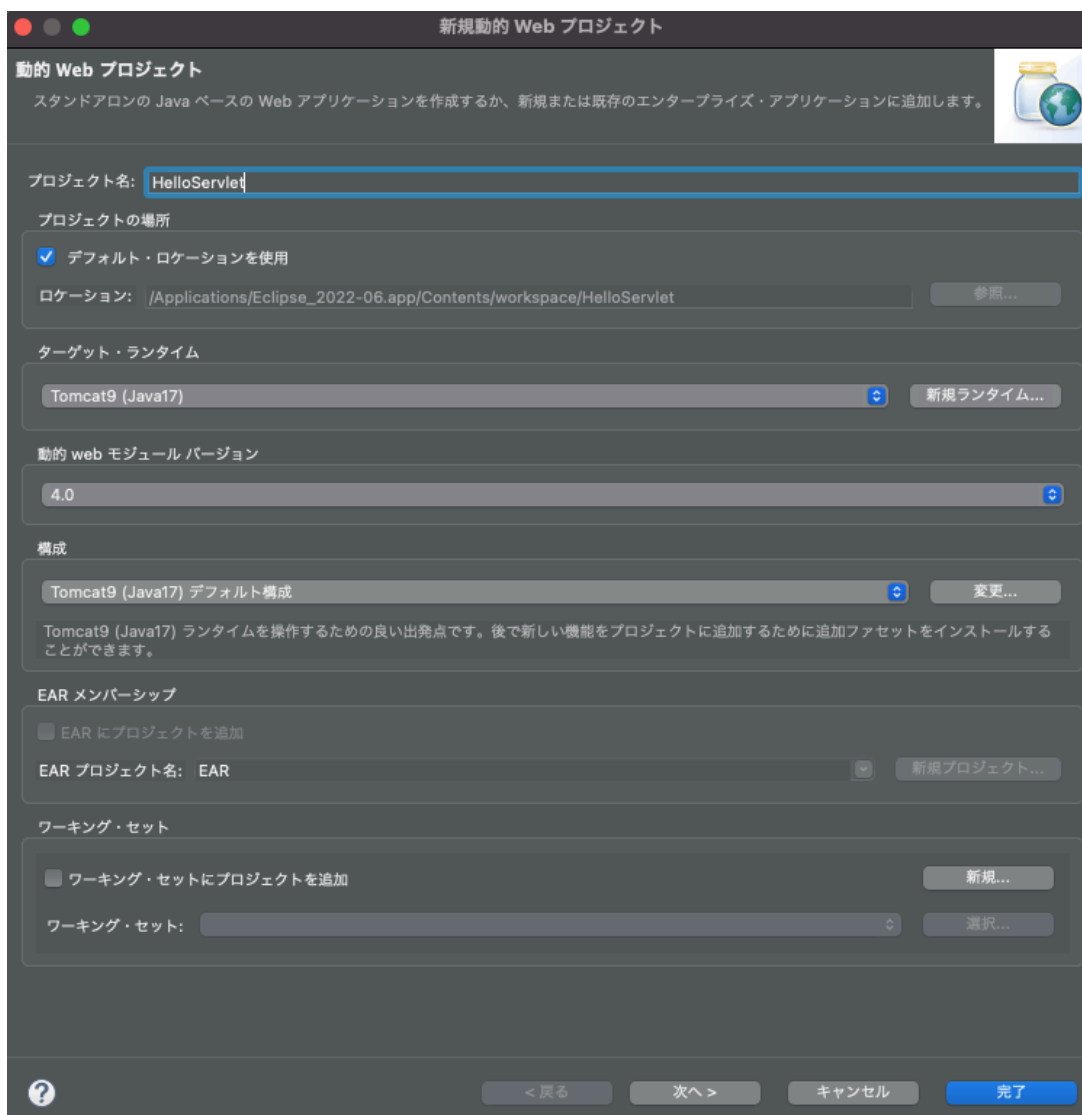 新規動的 Web プロジェクト
動的 Web プロジェクト
スタンドアロンの Java ベースの Web アプリケーションを作成するか、新規または既存のエンタープライズ・アプリケーションに追加します。
プロジェクト名: HelloServlet
プロジェクトの場所
デフォルト・ロケーションを使用
ロケーション: /Applications/Eclipse_2022-06.app/Contents/workspace/HelloServlet 参照...
ターゲット・ランタイム
Tomcat9 (Java17) 新規ランタイム...
動的 web モジュール バージョン
4.0
構成
Tomcat9 (Java17) デフォルト構成 変更...
Tomcat9 (Java17) ランタイムを操作するための良い出発点です。後で新しい機能をプロジェクトに追加するために追加ファセットをインストールする
ことができます。
EAR メンバーシップ
EAR にプロジェクトを追加
EAR プロジェクト名: EAR 新規プロジェクト...
ワーキング・セット
ワーキング・セットにプロジェクトを追加 新規...
ワーキング・セット: 選択...
? < 戻る 次へ > キャンセル 完了